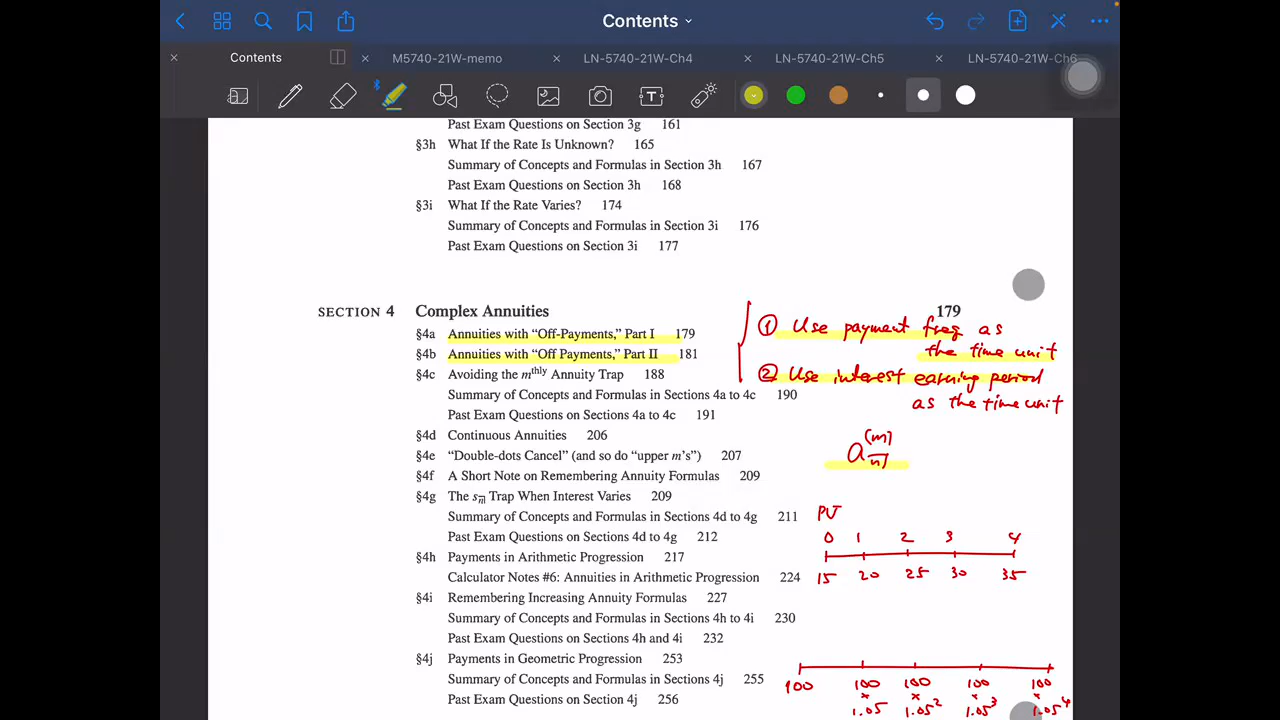 Contents
Contents
M5740-21W-memo
LN-5740-21W-Ch4
LN-5740-21W-Ch5
LN-5740-21W-Ch6
Past Exam Questions on Section 3g 161
§3h What If the Rate Is Unknown? 165
Summary of Concepts and Formulas in Section 3h 167
Past Exam Questions on Section 3h 168
§3i What If the Rate Varies? 174
Summary of Concepts and Formulas in Section 3i 176
Past Exam Questions on Section 3i 177
SECTION 4 Complex Annuities 179
§4a Annuities with “Off-Payments,” Part I 179
§4b Annuities with “Off Payments,” Part II 181
§4c Avoiding the mthly Annuity Trap 188
Summary of Concepts and Formulas in Sections 4a to 4c 190
Past Exam Questions on Sections 4a to 4c 191
§4d Continuous Annuities 206
§4e “Double-dots Cancel” (and so do “upper m’s”) 207
§4f A Short Note on Remembering Annuity Formulas 209
§4g The sn̅| Trap When Interest Varies 209
Summary of Concepts and Formulas in Sections 4d to 4g 211
Past Exam Questions on Sections 4d to 4g 212
§4h Payments in Arithmetic Progression 217
Calculator Notes #6: Annuities in Arithmetic Progression 224
§4i Remembering Increasing Annuity Formulas 227
Summary of Concepts and Formulas in Sections 4h to 4i 230
Past Exam Questions on Sections 4h and 4i 232
§4j Payments in Geometric Progression 253
Summary of Concepts and Formulas in Sections 4j 255
Past Exam Questions on Section 4j 256
① Use payment freq as
the time unit
② Use interest earning period
as the time unit
a(m)n̅|
PV
0 1 2 3 4
15 20 25 30 35
100 100 100 100 100
× × × ×
1.05 1.05² 1.05³ 1.05⁴